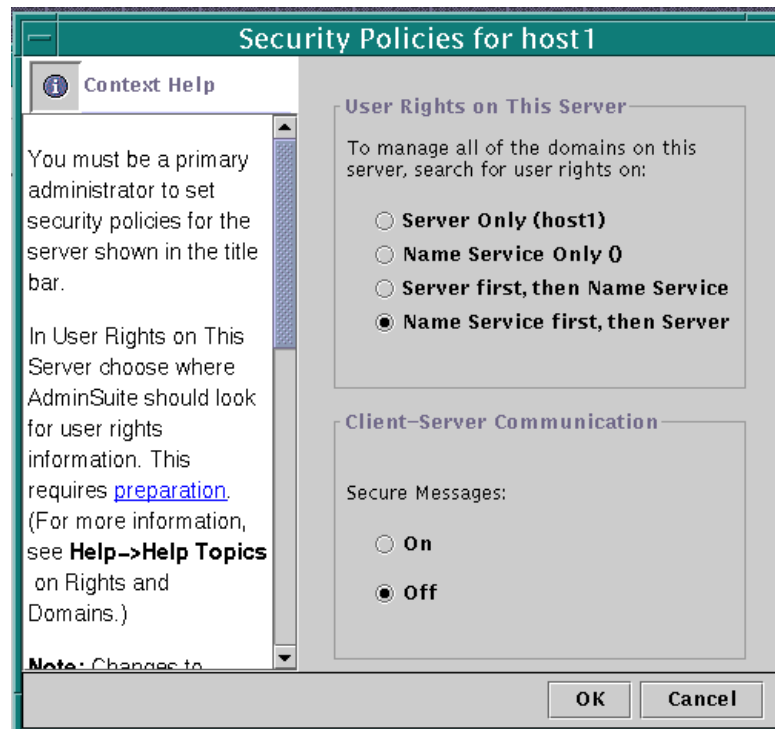 Security Policies for host1
Context Help
You must be a primary
administrator to set
security policies for the
server shown in the title
bar.
In User Rights on This
Server choose where
AdminSuite should look
for user rights
information. This
requires preparation.
(For more information,
see Help->Help Topics
on Rights and
Domains.)
Note: Changes to
User Rights on This Server
To manage all of the domains on this
server, search for user rights on:
Server Only (host1)
Name Service Only ()
Server first, then Name Service
Name Service first, then Server
Client-Server Communication
Secure Messages:
On
Off
OK
Cancel